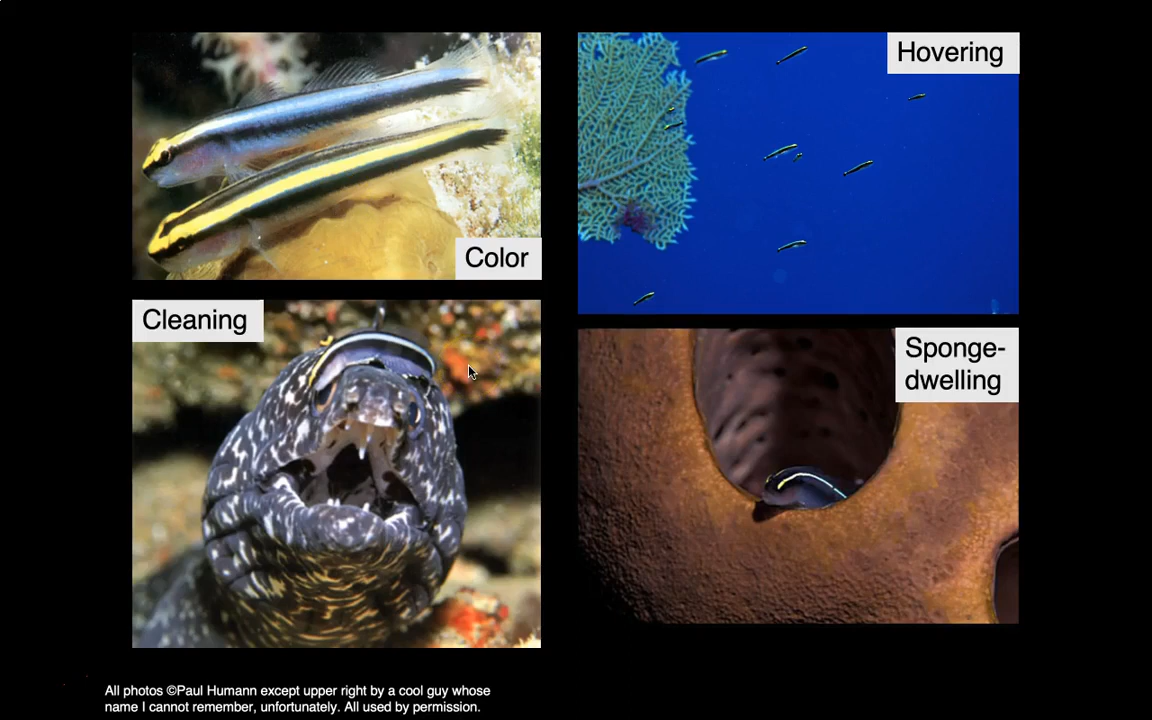 Color
Hovering
Cleaning
Sponge-
dwelling
All photos ©Paul Humann except upper right by a cool guy whose
name I cannot remember, unfortunately. All used by permission.